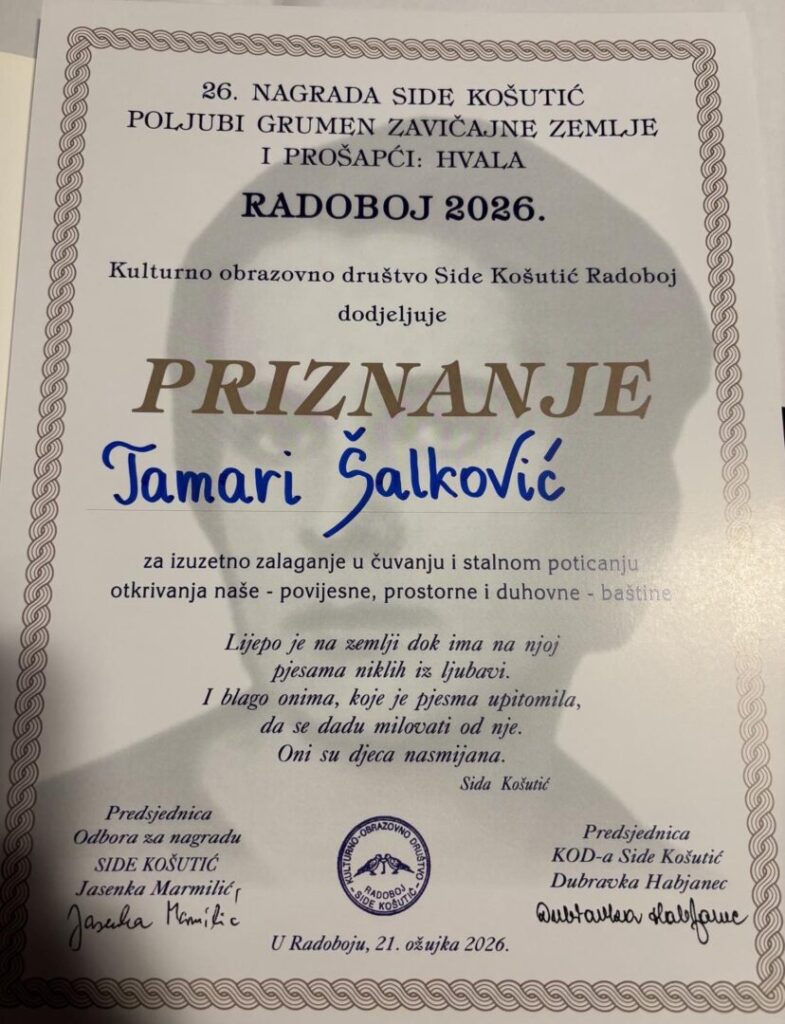 26. NAGRADA SIDE KOŠUTIĆ
POLJUBI GRUMEN ZAVIČAJNE ZEMLJE
I PROŠAPĆI: HVALA
RADOBOJ 2026.
Kulturno obrazovno društvo Side Košutić Radoboj
dodjeljuje
PRIZNANJE
Tamari Šalković
za izuzetno zalaganje u čuvanju i stalnom poticanju
otkrivanja naše - povijesne, prostorne i duhovne - baštine
Lijepo je na zemlji dok ima na njoj
pjesama niklih iz ljubavi.
I blago onima, koje je pjesma upitomila,
da se dadu milovati od nje.
Oni su djeca nasmijana.
Sida Košutić
Predsjednica
Odbora za nagradu
SIDE KOŠUTIĆ
Jasenka Marmilić
Jasenka Marmilić
KULTURNO-OBRAZOVNO DRUŠTVO
RADOBOJ
SIDE KOŠUTIĆ
Predsjednica
KOD-a Side Košutić
Dubravka Habjanec
Dubravka Habjanec
U Radoboju, 21. ožujka 2026.